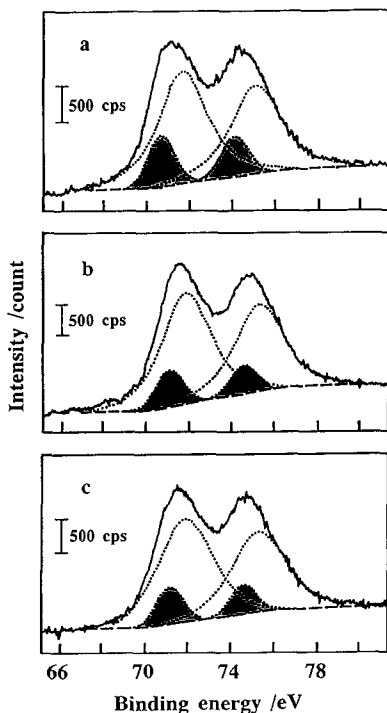 a
500 cps
b
500 cps
Intensity /count
c
500 cps
66 70 74 78
Binding energy /eV